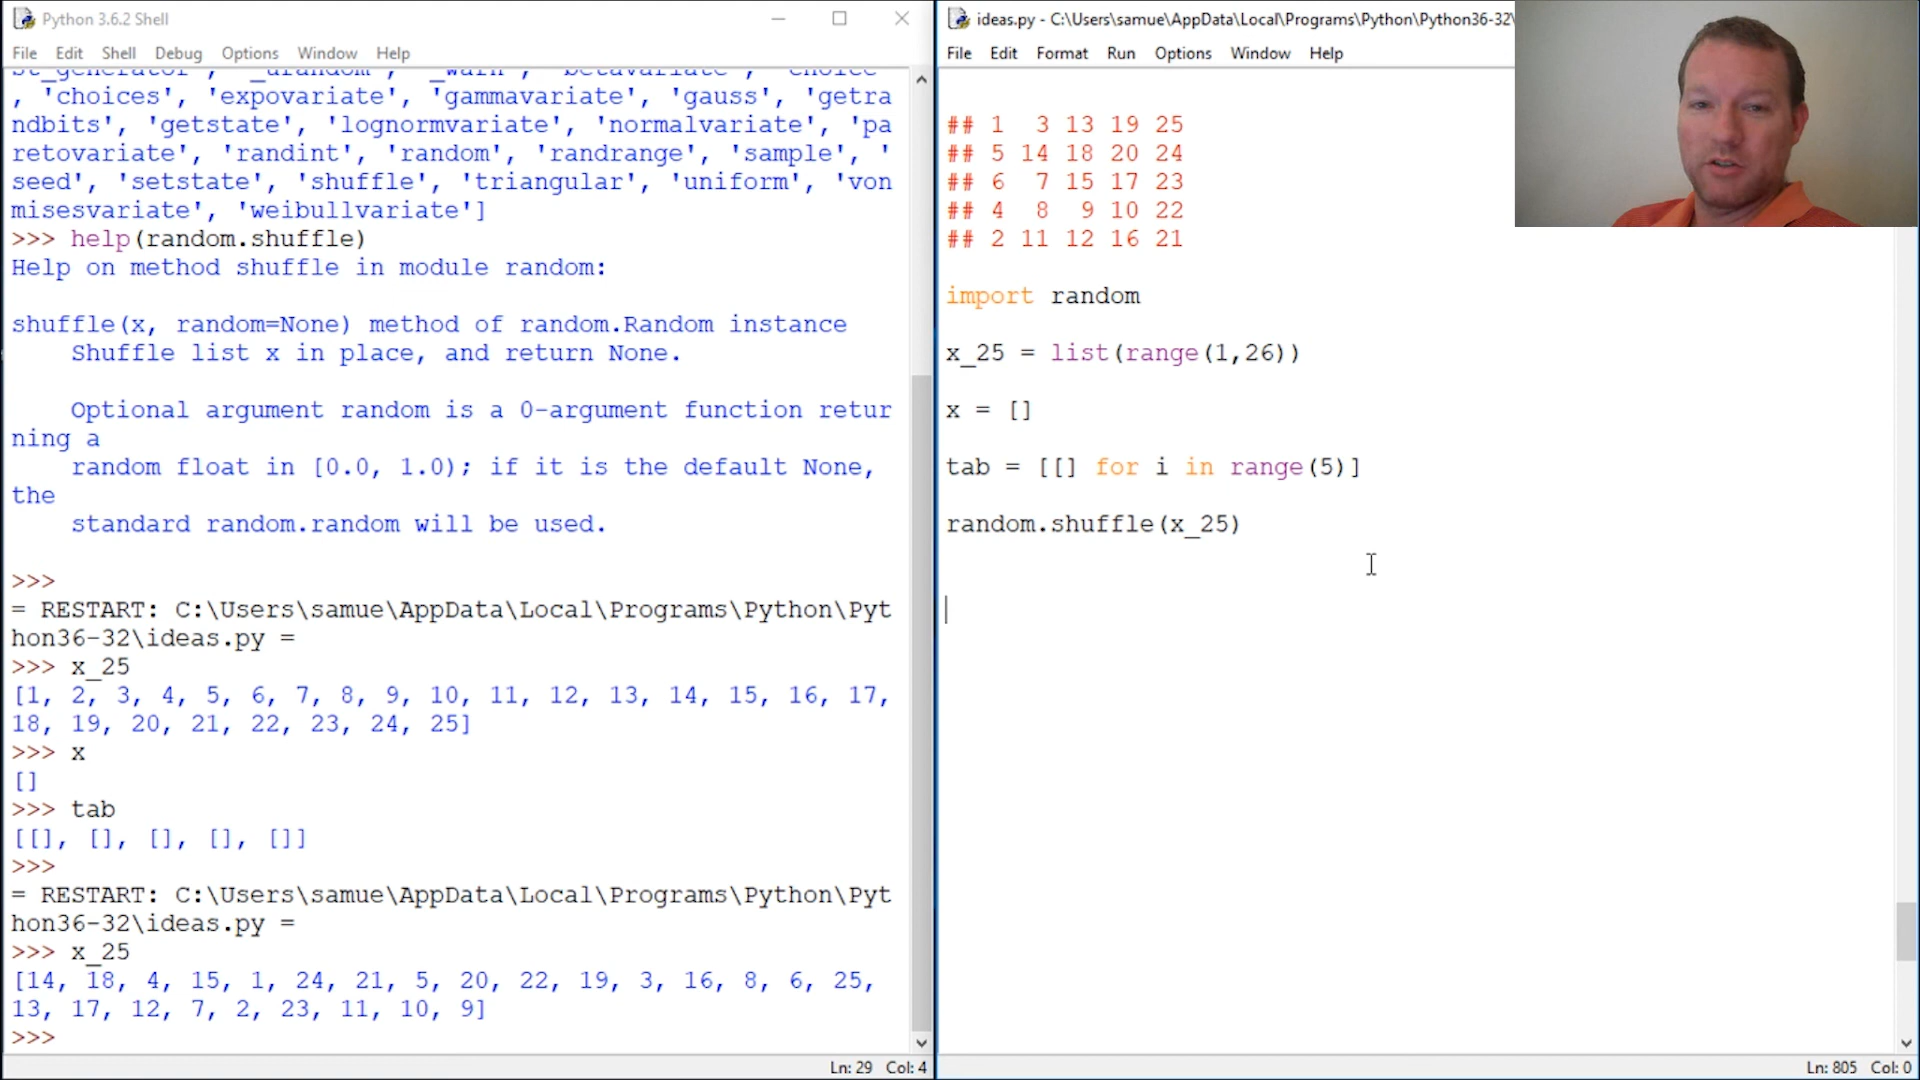 Python 3.6.2 Shell
File Edit Shell Debug Options Window Help
st_generator', '_urandom', '_warn', 'betavariate', 'choice'
, 'choices', 'expovariate', 'gammavariate', 'gauss', 'getra
ndbits', 'getstate', 'lognormvariate', 'normalvariate', 'pa
retovariate', 'randint', 'random', 'randrange', 'sample', '
seed', 'setstate', 'shuffle', 'triangular', 'uniform', 'von
misesvariate', 'weibullvariate']
>>> help(random.shuffle)
Help on method shuffle in module random:
shuffle(x, random=None) method of random.Random instance
Shuffle list x in place, and return None.
Optional argument random is a 0-argument function retur
ning a
random float in [0.0, 1.0); if it is the default None,
the
standard random.random will be used.
>>>
= RESTART: C:\Users\samue\AppData\Local\Programs\Python\Pyt
hon36-32\ideas.py =
>>> x_25
[1, 2, 3, 4, 5, 6, 7, 8, 9, 10, 11, 12, 13, 14, 15, 16, 17,
18, 19, 20, 21, 22, 23, 24, 25]
>>> x
[]
>>> tab
[[], [], [], [], []]
>>>
= RESTART: C:\Users\samue\AppData\Local\Programs\Python\Pyt
hon36-32\ideas.py =
>>> x_25
[14, 18, 4, 15, 1, 24, 21, 5, 20, 22, 19, 3, 16, 8, 6, 25,
13, 17, 12, 7, 2, 23, 11, 10, 9]
>>>
Ln: 29 Col: 4
ideas.py - C:\Users\samue\AppData\Local\Programs\Python\Python36-32\
File Edit Format Run Options Window Help
## 1 3 13 19 25
## 5 14 18 20 24
## 6 7 15 17 23
## 4 8 9 10 22
## 2 11 12 16 21
import random
x_25 = list(range(1,26))
x = []
tab = [[] for i in range(5)]
random.shuffle(x_25)
Ln: 805 Col: 0